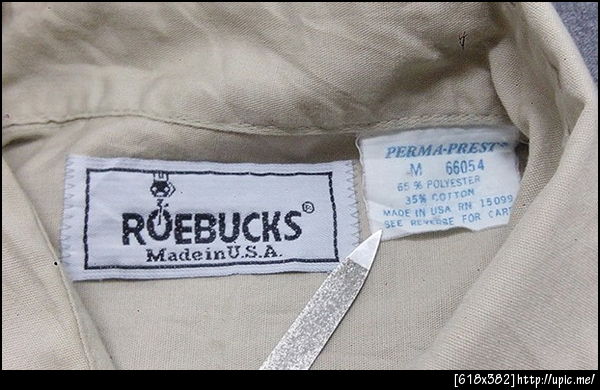 ROEBUCKS®
Made in U.S.A.
PERMA-PREST®
M 66054
65% POLYESTER
35% COTTON
MADE IN USA RN 15099
SEE REVERSE FOR CARE
[618x382]http://upic.me/